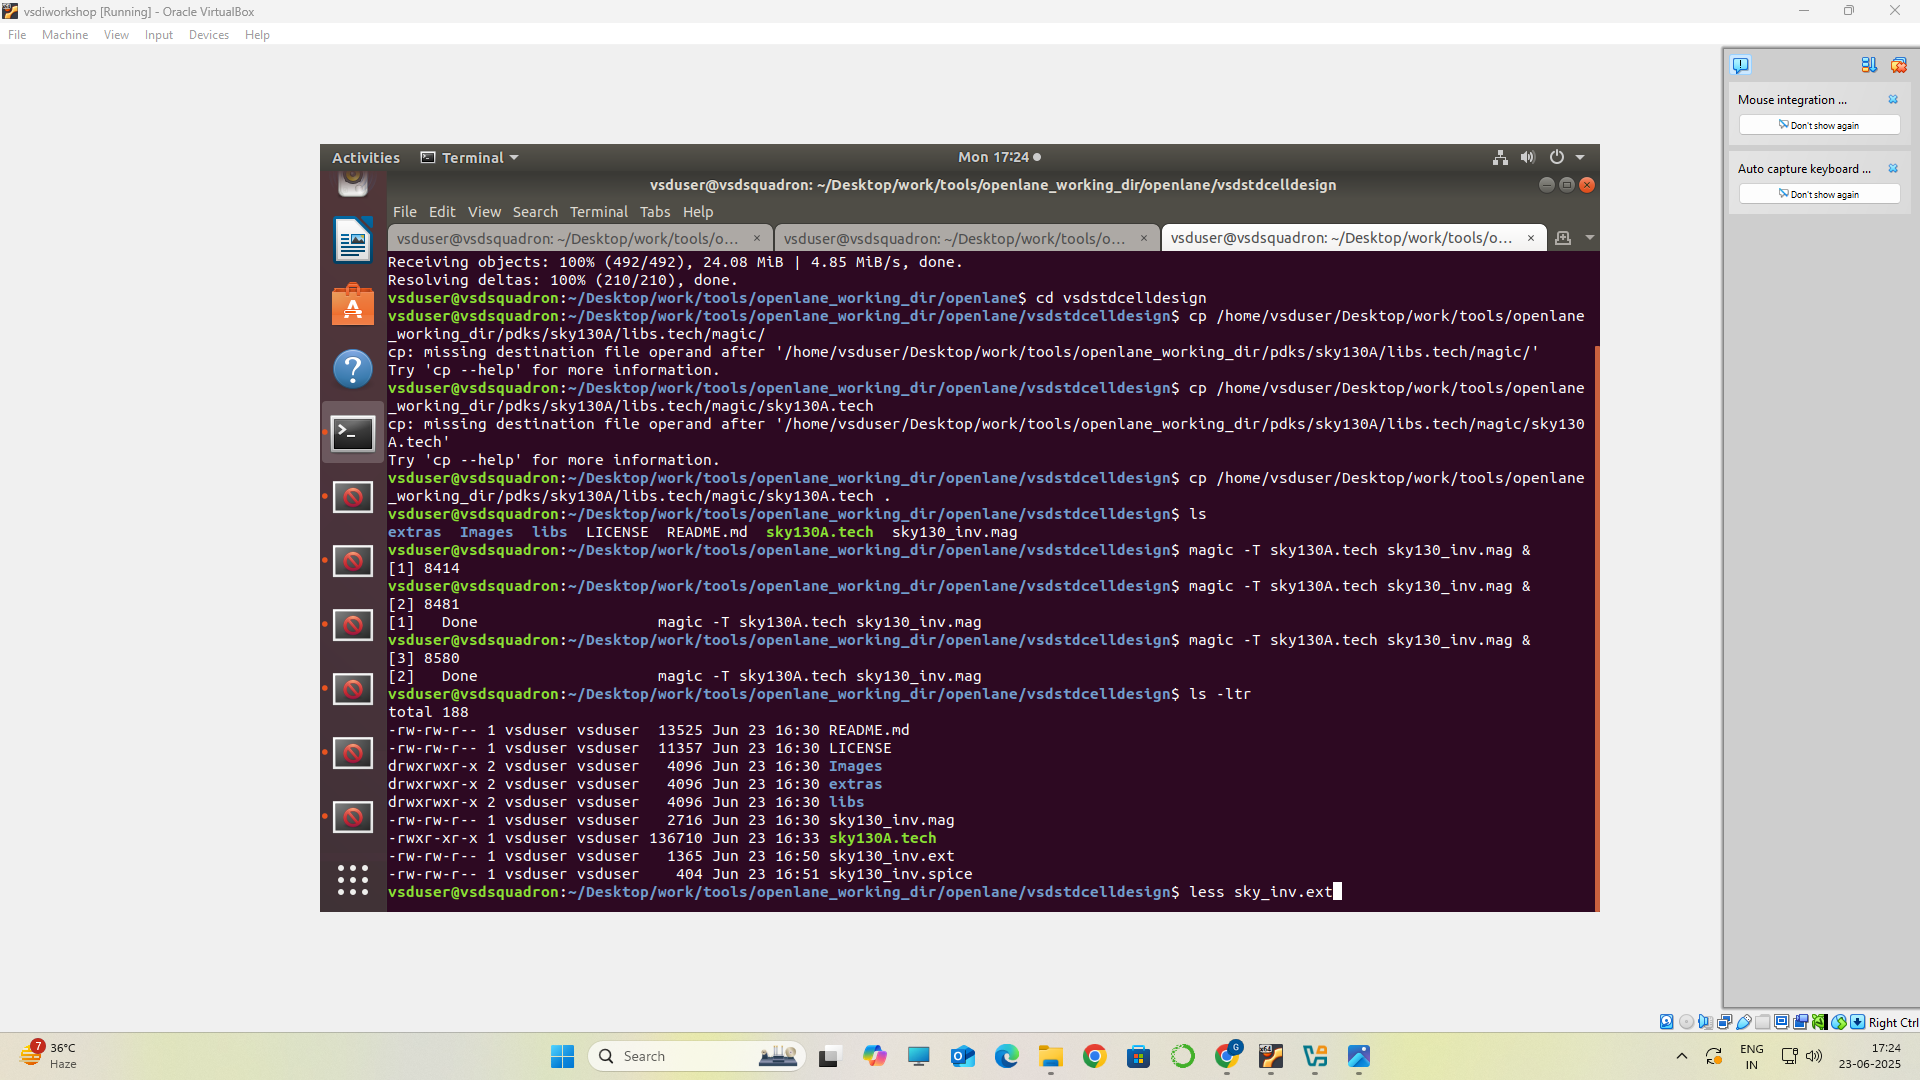 vsdiworkshop [Running] - Oracle VirtualBox
File Machine View Input Devices Help
Mouse integration ...
Don't show again
Auto capture keyboard ...
Don't show again
Activities Terminal Mon 17:24
vsduser@vsdsquadron: ~/Desktop/work/tools/openlane_working_dir/openlane/vsdstdcelldesign
File Edit View Search Terminal Tabs Help
vsduser@vsdsquadron: ~/Desktop/work/tools/o... × vsduser@vsdsquadron: ~/Desktop/work/tools/o... × vsduser@vsdsquadron: ~/Desktop/work/tools/o... ×
Receiving objects: 100% (492/492), 24.08 MiB | 4.85 MiB/s, done.
Resolving deltas: 100% (210/210), done.
vsduser@vsdsquadron:~/Desktop/work/tools/openlane_working_dir/openlane$ cd vsdstdcelldesign
vsduser@vsdsquadron:~/Desktop/work/tools/openlane_working_dir/openlane/vsdstdcelldesign$ cp /home/vsduser/Desktop/work/tools/openlane
_working_dir/pdks/sky130A/libs.tech/magic/
cp: missing destination file operand after '/home/vsduser/Desktop/work/tools/openlane_working_dir/pdks/sky130A/libs.tech/magic/'
Try 'cp --help' for more information.
vsduser@vsdsquadron:~/Desktop/work/tools/openlane_working_dir/openlane/vsdstdcelldesign$ cp /home/vsduser/Desktop/work/tools/openlane
_working_dir/pdks/sky130A/libs.tech/magic/sky130A.tech
cp: missing destination file operand after '/home/vsduser/Desktop/work/tools/openlane_working_dir/pdks/sky130A/libs.tech/magic/sky130
A.tech'
Try 'cp --help' for more information.
vsduser@vsdsquadron:~/Desktop/work/tools/openlane_working_dir/openlane/vsdstdcelldesign$ cp /home/vsduser/Desktop/work/tools/openlane
_working_dir/pdks/sky130A/libs.tech/magic/sky130A.tech .
vsduser@vsdsquadron:~/Desktop/work/tools/openlane_working_dir/openlane/vsdstdcelldesign$ ls
extras Images libs LICENSE README.md sky130A.tech sky130_inv.mag
vsduser@vsdsquadron:~/Desktop/work/tools/openlane_working_dir/openlane/vsdstdcelldesign$ magic -T sky130A.tech sky130_inv.mag &
[1] 8414
vsduser@vsdsquadron:~/Desktop/work/tools/openlane_working_dir/openlane/vsdstdcelldesign$ magic -T sky130A.tech sky130_inv.mag &
[2] 8481
[1] Done magic -T sky130A.tech sky130_inv.mag
vsduser@vsdsquadron:~/Desktop/work/tools/openlane_working_dir/openlane/vsdstdcelldesign$ magic -T sky130A.tech sky130_inv.mag &
[3] 8580
[2] Done magic -T sky130A.tech sky130_inv.mag
vsduser@vsdsquadron:~/Desktop/work/tools/openlane_working_dir/openlane/vsdstdcelldesign$ ls -ltr
total 188
-rw-rw-r-- 1 vsduser vsduser 13525 Jun 23 16:30 README.md
-rw-rw-r-- 1 vsduser vsduser 11357 Jun 23 16:30 LICENSE
drwxrwxr-x 2 vsduser vsduser 4096 Jun 23 16:30 Images
drwxrwxr-x 2 vsduser vsduser 4096 Jun 23 16:30 extras
drwxrwxr-x 2 vsduser vsduser 4096 Jun 23 16:30 libs
-rw-rw-r-- 1 vsduser vsduser 2716 Jun 23 16:30 sky130_inv.mag
-rwxr-xr-x 1 vsduser vsduser 136710 Jun 23 16:33 sky130A.tech
-rw-rw-r-- 1 vsduser vsduser 1365 Jun 23 16:50 sky130_inv.ext
-rw-rw-r-- 1 vsduser vsduser 404 Jun 23 16:51 sky130_inv.spice
vsduser@vsdsquadron:~/Desktop/work/tools/openlane_working_dir/openlane/vsdstdcelldesign$ less sky_inv.ext
Right Ctrl
7
36°C
Haze
Search
G
x64
ENG
IN
17:24
23-06-2025